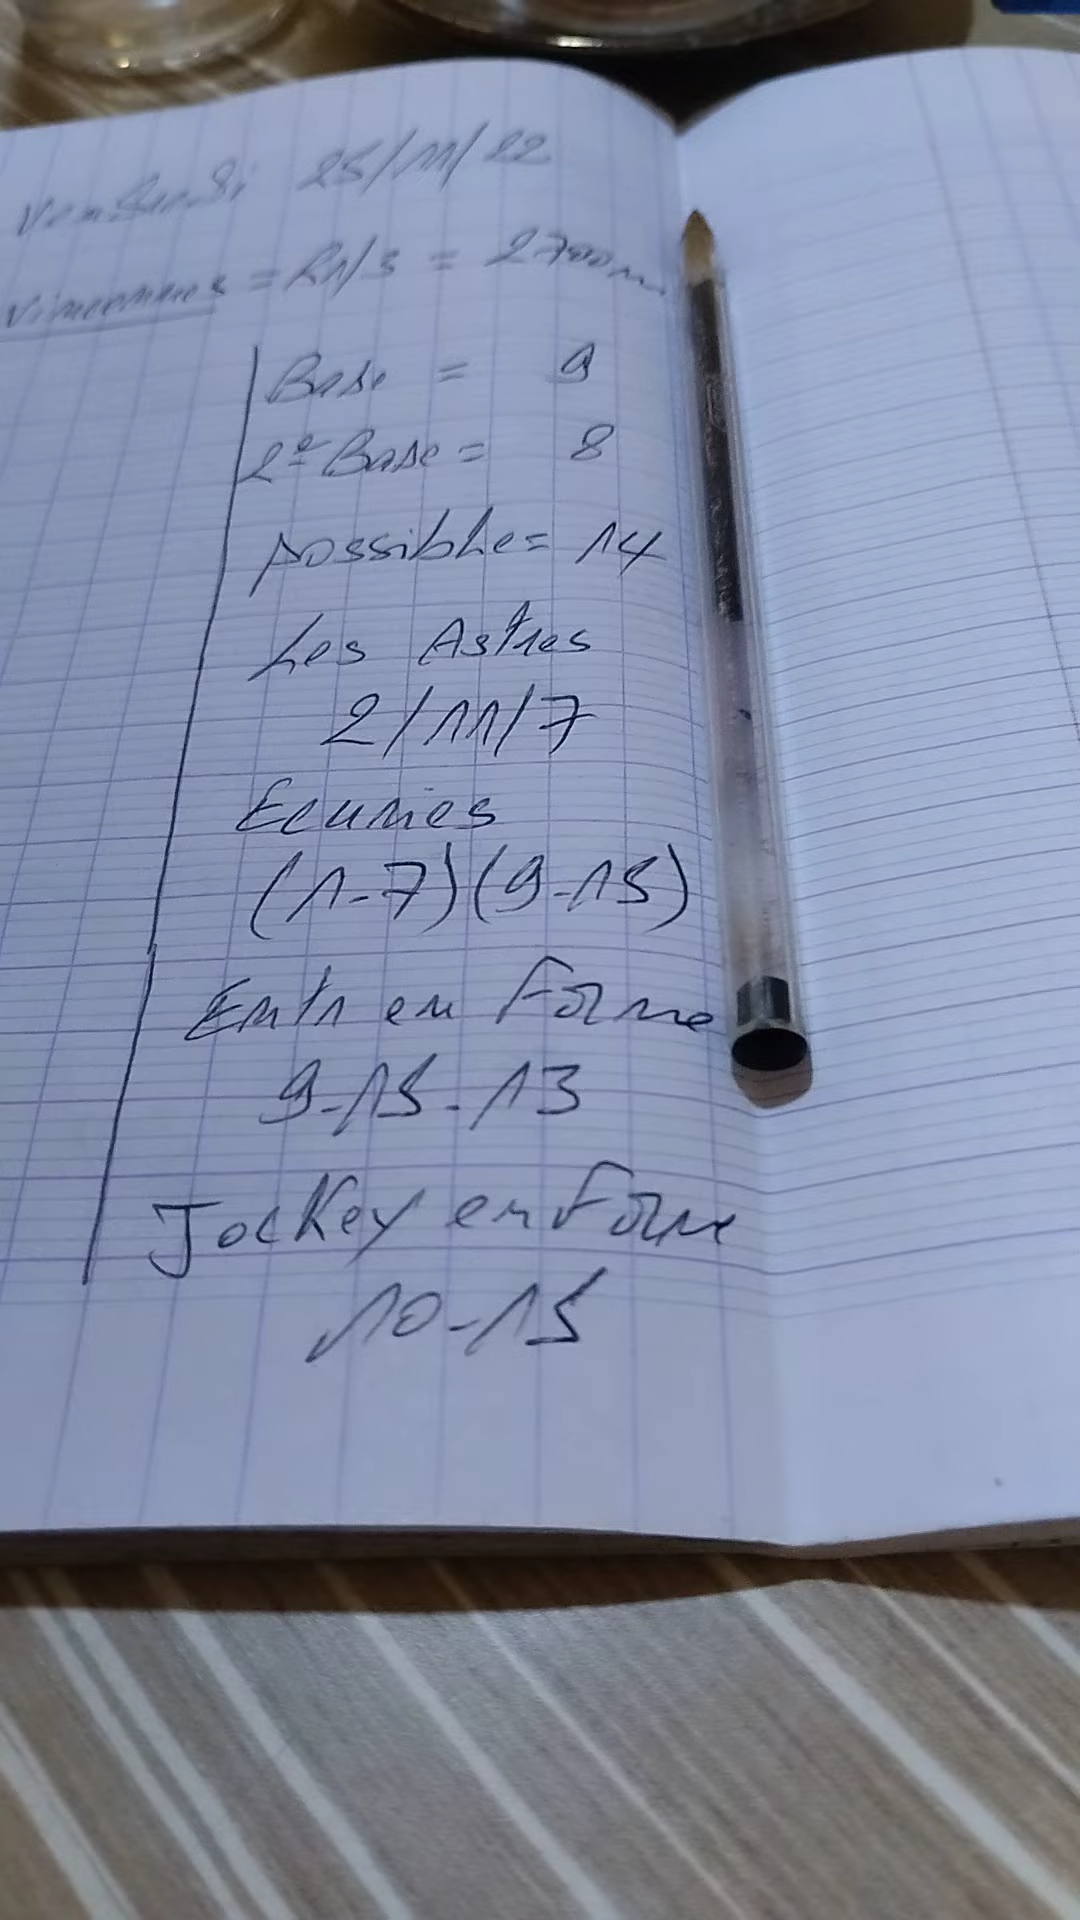 Vendredi 25/11/22
Vincennes = R1/3 = 2700m
Base = 9
2e Base = 8
possible = 14
Les Astres
2/11/7
Ecuries
(1-7)(9-15)
Entr en Forme
9-15-13
Jockey en Forme
10-15